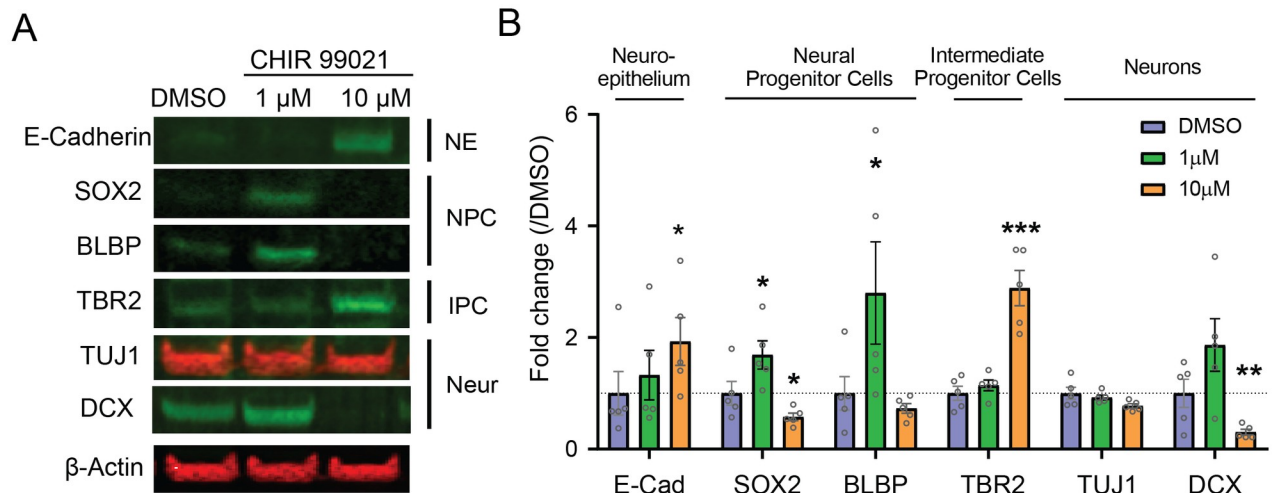 A
CHIR 99021
DMSO 1 μM 10 μM
E-Cadherin
NE
SOX2
NPC
BLBP
TBR2
IPC
TUJ1
Neur
DCX
β-Actin
B
Neuro-
epithelium
Neural
Progenitor Cells
Intermediate
Progenitor Cells
Neurons
Fold change (/DMSO)
6
4
2
0
DMSO
1μM
10μM
*
*
*
*
***
**
E-Cad SOX2 BLBP TBR2 TUJ1 DCX